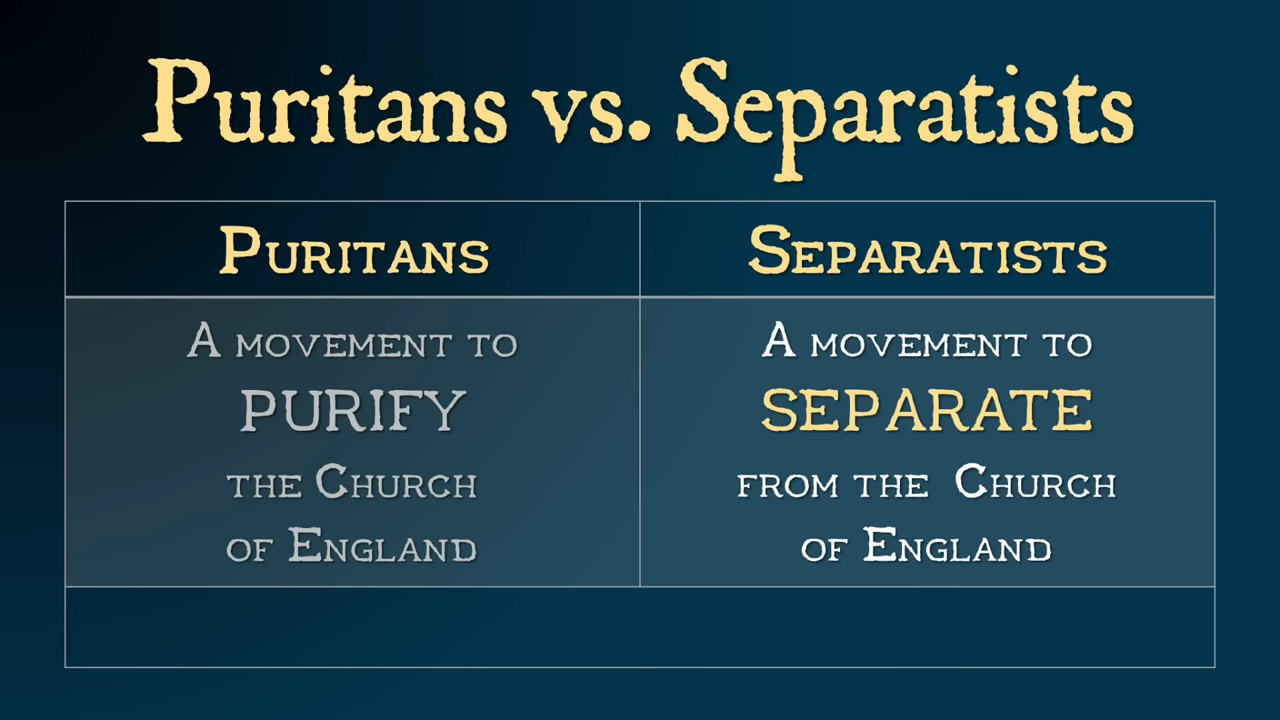 Puritans vs. Separatists
Puritans
Separatists
A movement to
PURIFY
the Church
of England
A movement to
SEPARATE
from the Church
of England